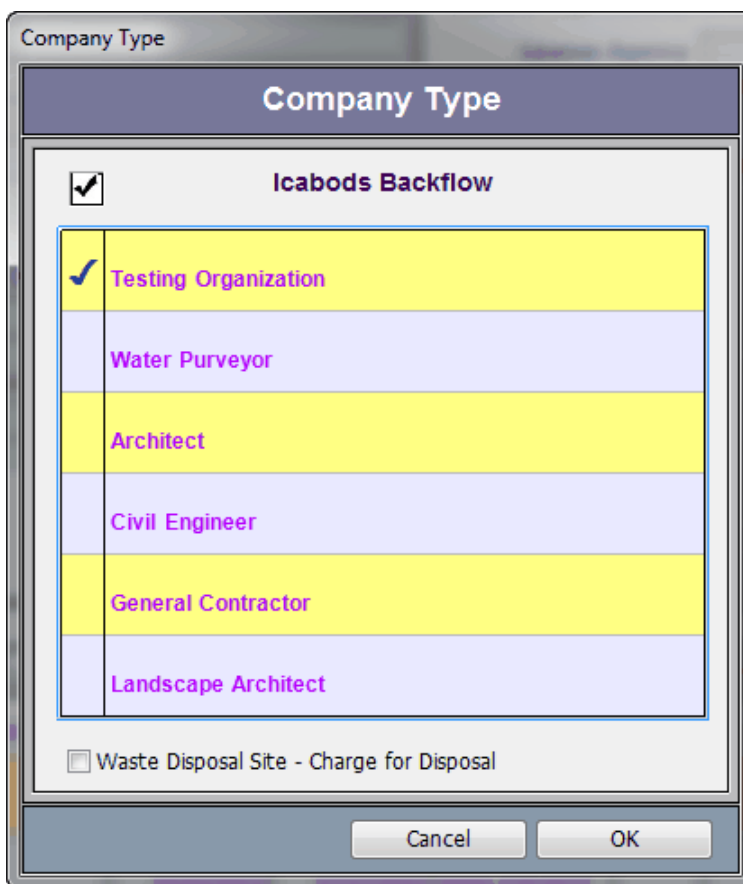 Company Type
Company Type
Icabods Backflow
Testing Organization
Water Purveyor
Architect
Civil Engineer
General Contractor
Landscape Architect
Waste Disposal Site - Charge for Disposal
Cancel
OK